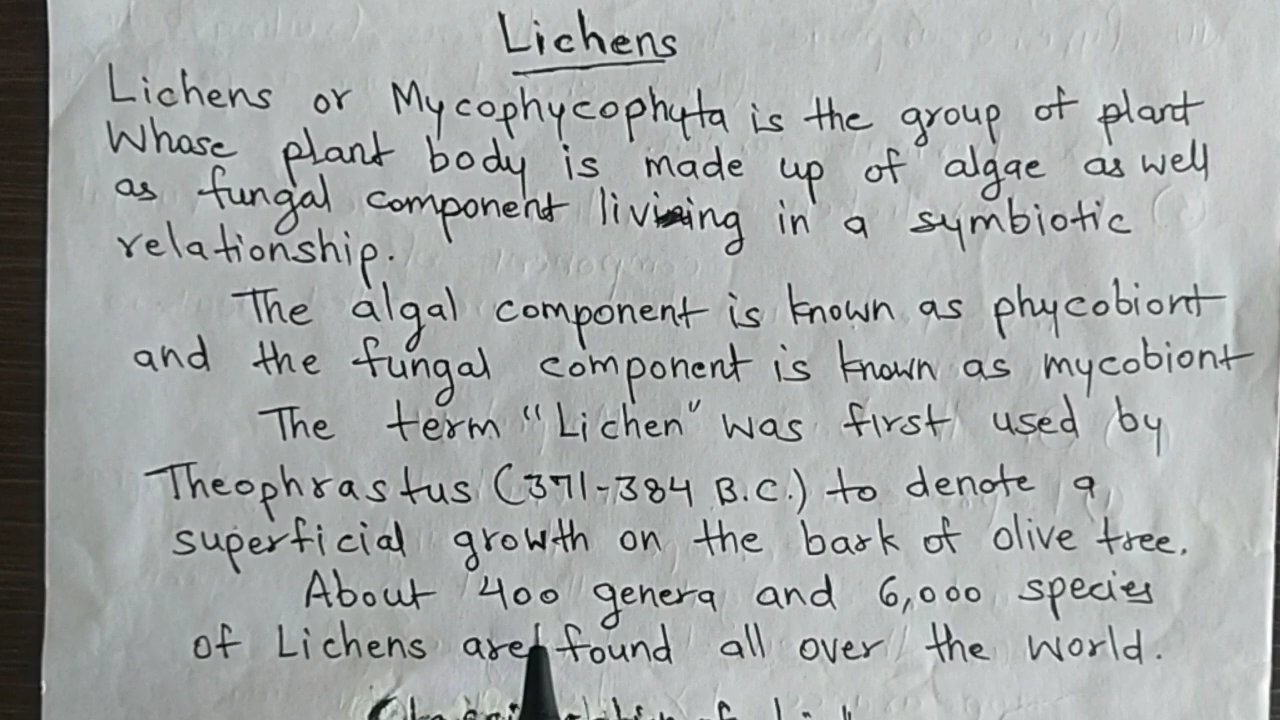 Lichens
Lichens or Mycophycophyta is the group of plant
Whose plant body is made up of algae as well
as fungal component living in a symbiotic
relationship.
The algal component is known as phycobiont
and the fungal component is known as mycobiont
The term "Lichen" was first used by
Theophrastus (371-384 B.C.) to denote a
superficial growth on the bark of olive tree.
About 400 genera and 6,000 species
of Lichens are found all over the world.
of